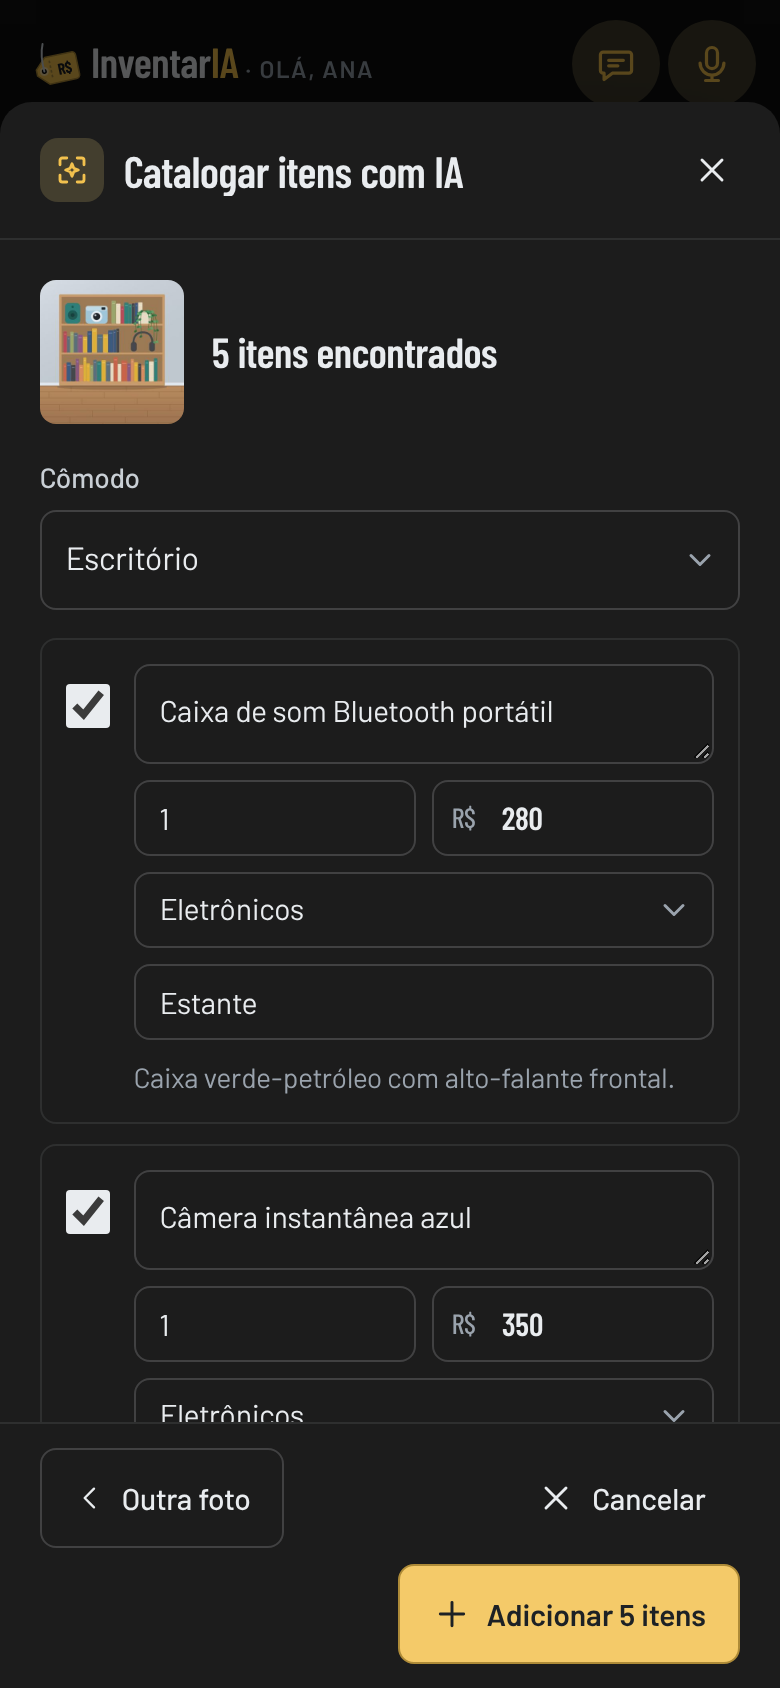 R$ InventarIA · OLÁ, ANA
Catalogar itens com IA
5 itens encontrados
Cômodo
Escritório
Caixa de som Bluetooth portátil
1
R$ 280
Eletrônicos
Estante
Caixa verde-petróleo com alto-falante frontal.
Câmera instantânea azul
1
R$ 350
Eletrônicos
Outra foto
Cancelar
Adicionar 5 itens